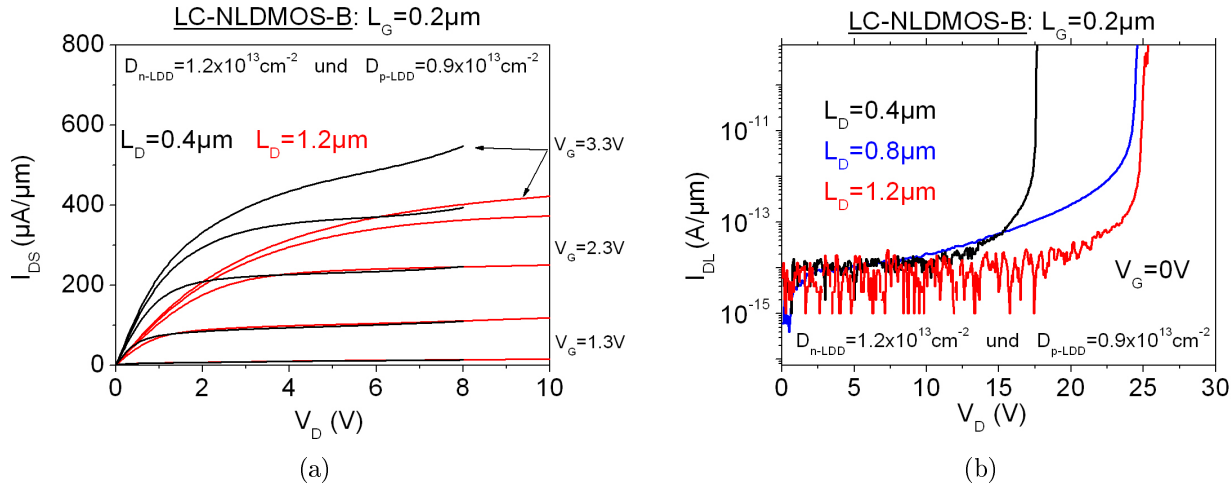 LC-NLDMOS-B: L_G=0.2µm
800
600
400
200
0
I_DS (µA/µm)
D_n-LDD=1.2x10^13cm^-2 und D_p-LDD=0.9x10^13cm^-2
L_D=0.4µm L_D=1.2µm
V_G=3.3V
V_G=2.3V
V_G=1.3V
0 2 4 6 8 10
V_D (V)
(a)
LC-NLDMOS-B: L_G=0.2µm
10^-11
10^-13
10^-15
I_DL (A/µm)
L_D=0.4µm
L_D=0.8µm
L_D=1.2µm
V_G=0V
D_n-LDD=1.2x10^13cm^-2 und D_p-LDD=0.9x10^13cm^-2
0 5 10 15 20 25 30
V_D (V)
(b)